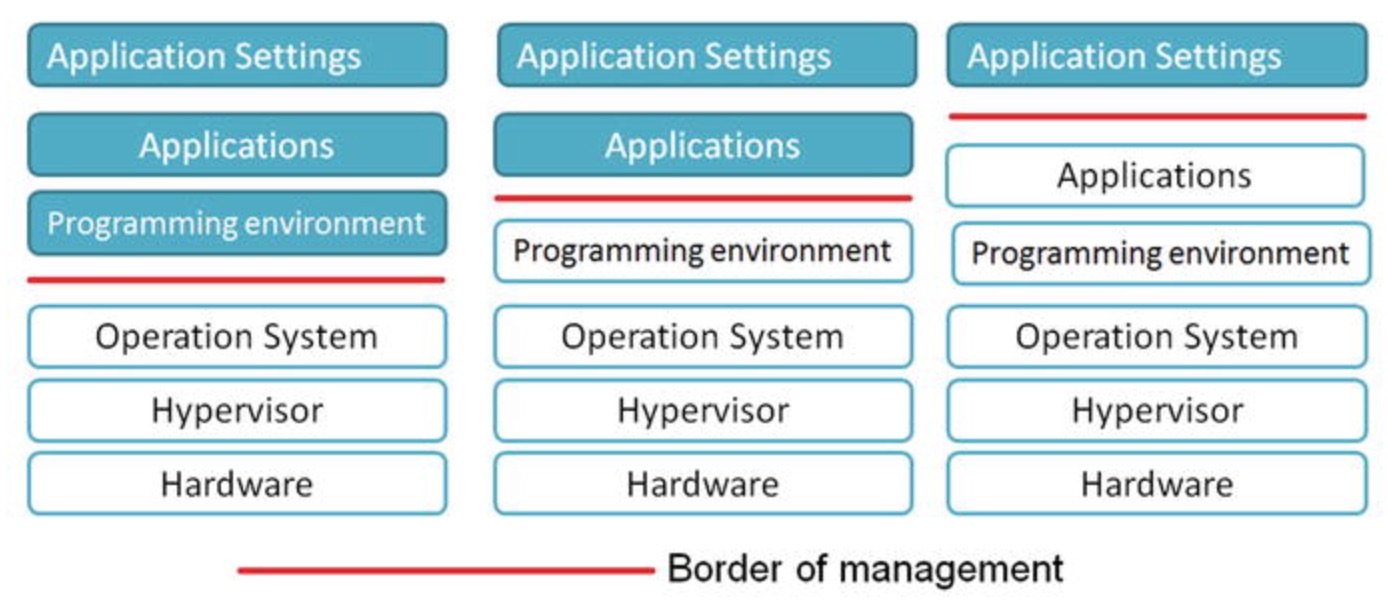 Application Settings
Applications
Programming environment
Operation System
Hypervisor
Hardware
Application Settings
Applications
Programming environment
Operation System
Hypervisor
Hardware
Application Settings
Applications
Programming environment
Operation System
Hypervisor
Hardware
Border of management